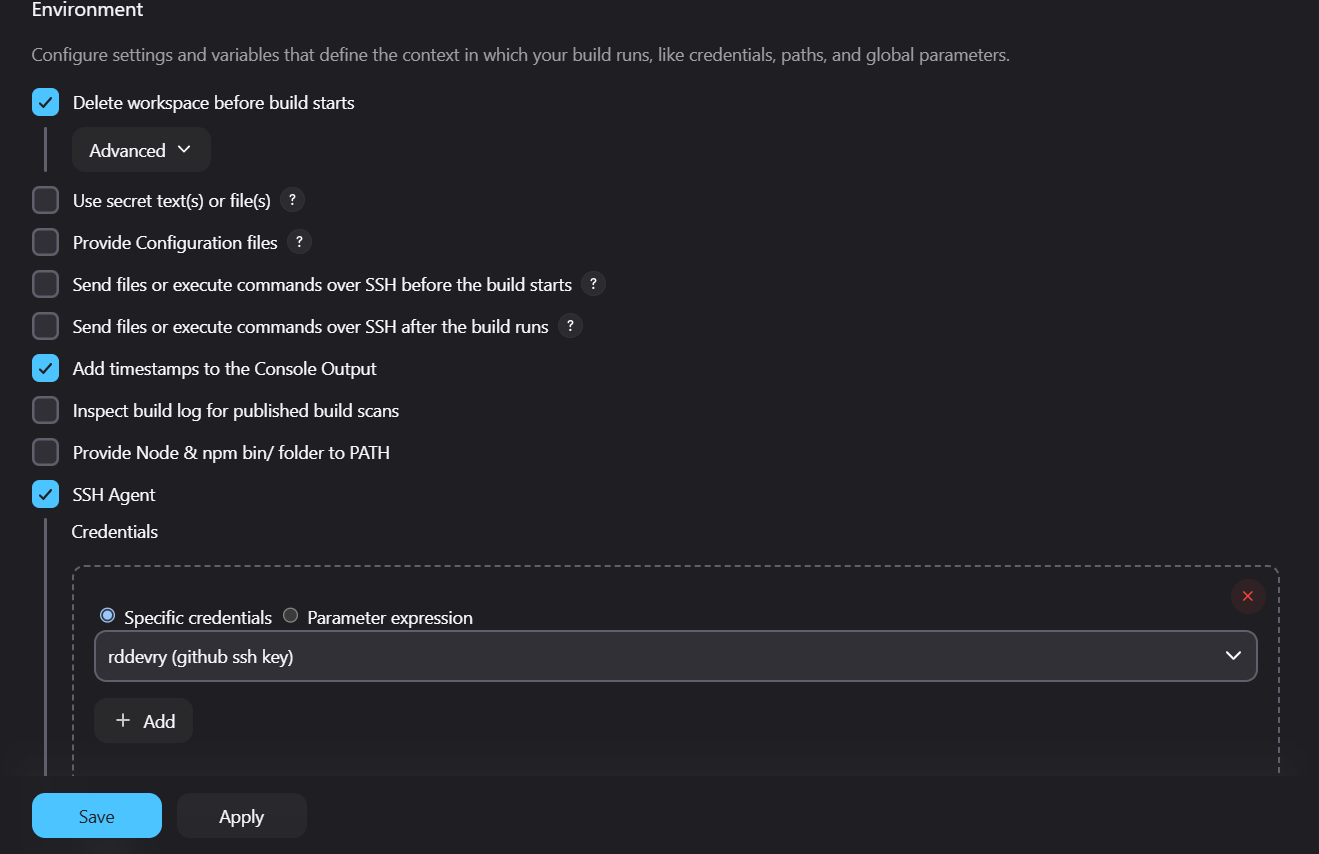 Environment
Configure settings and variables that define the context in which your build runs, like credentials, paths, and global parameters.
Delete workspace before build starts
Advanced
Use secret text(s) or file(s) ?
Provide Configuration files ?
Send files or execute commands over SSH before the build starts ?
Send files or execute commands over SSH after the build runs ?
Add timestamps to the Console Output
Inspect build log for published build scans
Provide Node & npm bin/ folder to PATH
SSH Agent
Credentials
Specific credentials Parameter expression
rddevry (github ssh key)
+ Add
Save Apply